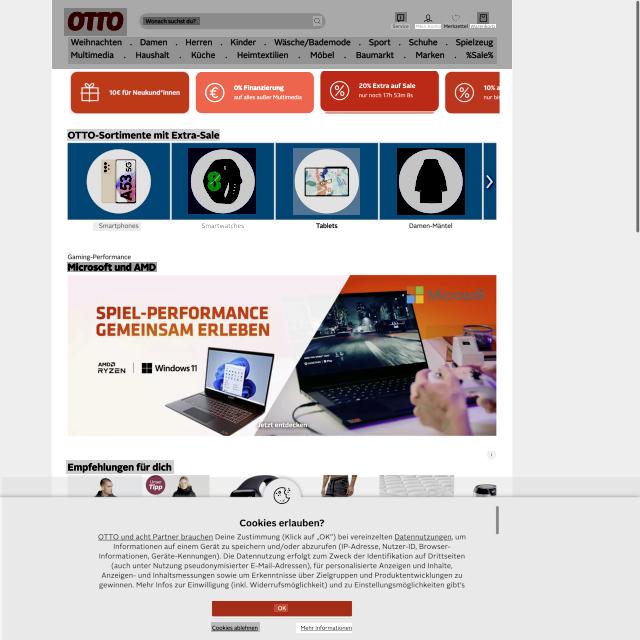 OTTO
Wonach suchst du?
Service
Mein Konto
Merkzettel
Warenkorb
Weihnachten . Damen . Herren . Kinder . Wäsche/Bademode . Sport . Schuhe . Spielzeug
Multimedia . Haushalt . Küche . Heimtextilien . Möbel . Baumarkt . Marken . %Sale%
10€ für Neukund*innen
0% Finanzierung
auf alles außer Multimedia
20% Extra auf Sale
nur noch 17h 53m 8s
10%
nur
OTTO-Sortimente mit Extra-Sale
A53 5G
Smartphones
Smartwatches
Tablets
Damen-Mäntel
Gaming-Performance
Microsoft und AMD
Microsoft
SPIEL-PERFORMANCE
GEMEINSAM ERLEBEN
AMD
RYZEN
Windows 11
Jetzt entdecken
Empfehlungen für dich
Unser
Tipp
Cookies erlauben?
OTTO und acht Partner brauchen Deine Zustimmung (Klick auf „OK") bei vereinzelten Datennutzungen, um
Informationen auf einem Gerät zu speichern und/oder abzurufen (IP-Adresse, Nutzer-ID, Browser-
Informationen, Geräte-Kennungen). Die Datennutzung erfolgt zum Zweck der Identifikation auf Drittseiten
(auch unter Nutzung pseudonymisierter E-Mail-Adressen), für personalisierte Anzeigen und Inhalte,
Anzeigen- und Inhaltsmessungen sowie um Erkenntnisse über Zielgruppen und Produktentwicklungen zu
gewinnen. Mehr Infos zur Einwilligung (inkl. Widerrufsmöglichkeit) und zu Einstellungsmöglichkeiten gibt's
OK
Cookies ablehnen
Mehr Informationen